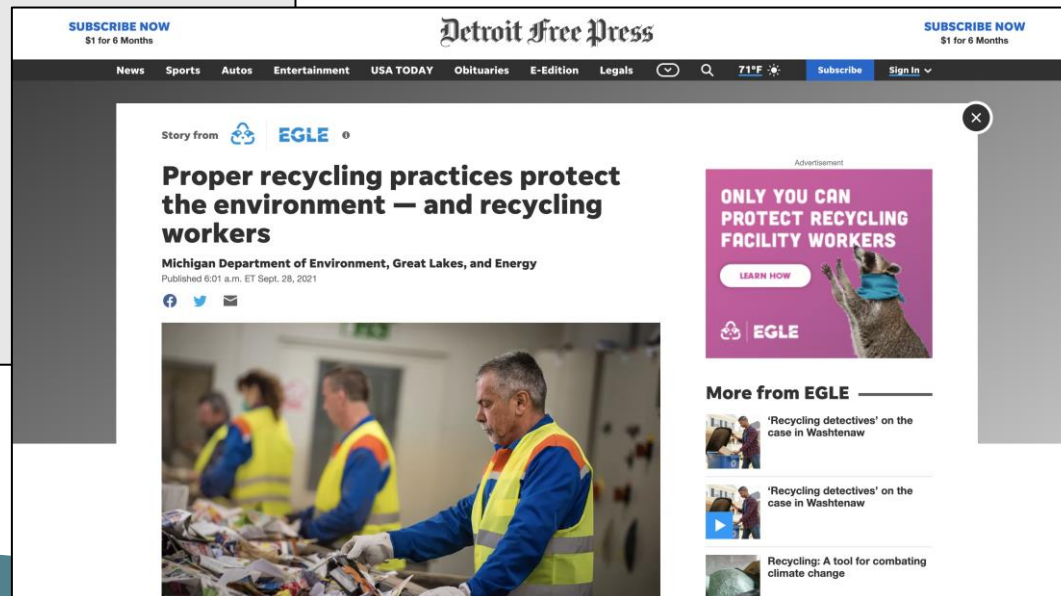 SUBSCRIBE NOW
$1 for 6 Months
Detroit Free Press
SUBSCRIBE NOW
$1 for 6 Months
News Sports Autos Entertainment USA TODAY Obituaries E-Edition Legals 71°F Subscribe Sign In
Story from EGLE
Proper recycling practices protect
the environment — and recycling
workers
Michigan Department of Environment, Great Lakes, and Energy
Published 6:01 a.m. ET Sept. 28, 2021
Advertisement
ONLY YOU CAN
PROTECT RECYCLING
FACILITY WORKERS
LEARN HOW
EGLE
More from EGLE
'Recycling detectives' on the
case in Washtenaw
'Recycling detectives' on the
case in Washtenaw
Recycling: A tool for combating
climate change